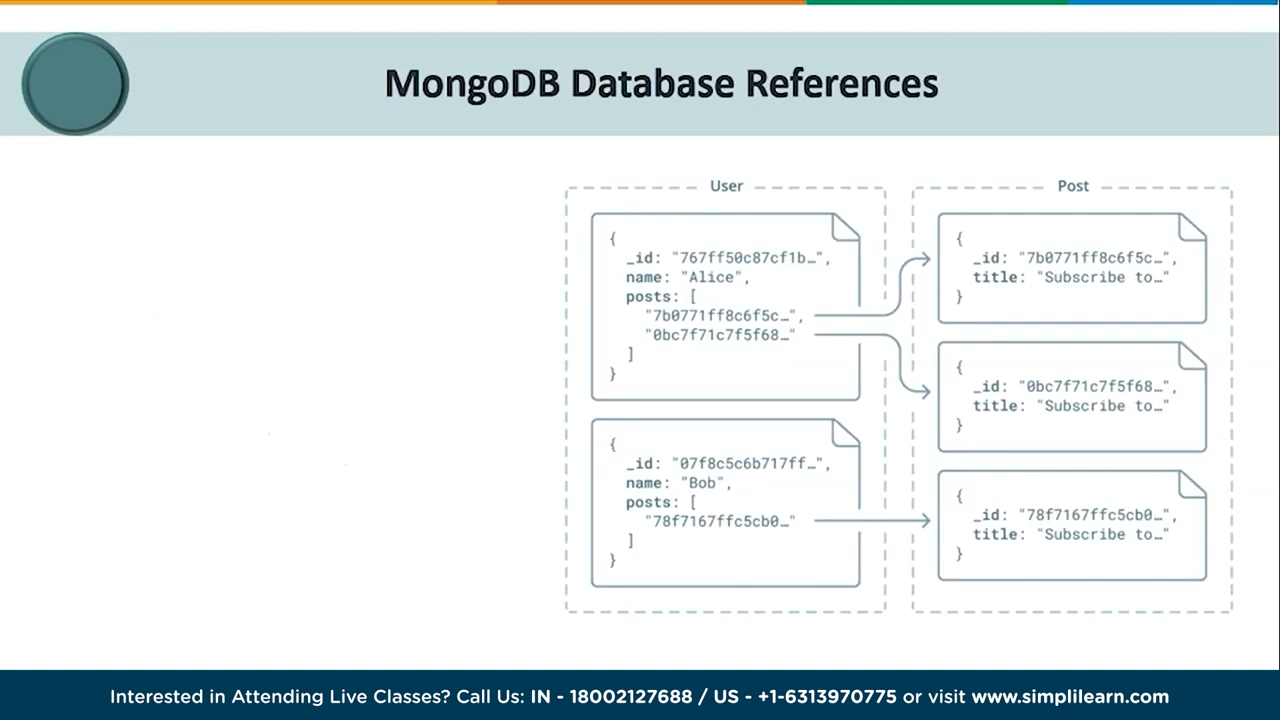 MongoDB Database References
User
{
_id: "767ff50c87cf1b…",
name: "Alice",
posts: [
"7b0771ff8c6f5c…",
"0bc7f71c7f5f68…"
]
}
{
_id: "07f8c5c6b717ff…",
name: "Bob",
posts: [
"78f7167ffc5cb0…"
]
}
Post
{
_id: "7b0771ff8c6f5c…",
title: "Subscribe to…"
}
{
_id: "0bc7f71c7f5f68…",
title: "Subscribe to…"
}
{
_id: "78f7167ffc5cb0…",
title: "Subscribe to…"
}
Interested in Attending Live Classes? Call Us: IN - 18002127688 / US - +1-6313970775 or visit www.simplilearn.com